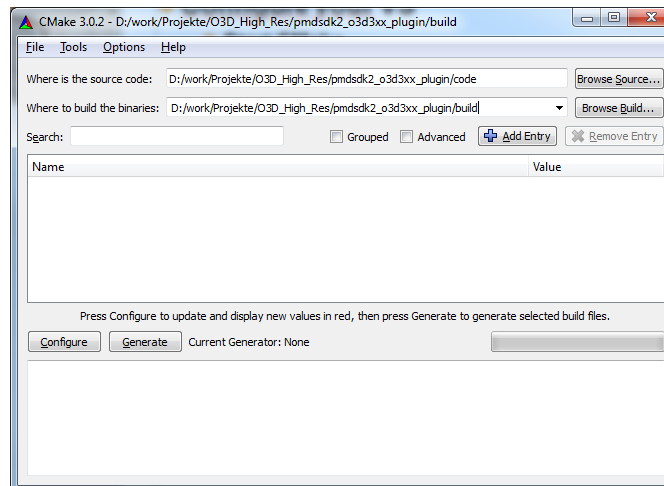 CMake 3.0.2 - D:/work/Projekte/O3D_High_Res/pmdsdk2_o3d3xx_plugin/build
File Tools Options Help
Where is the source code: D:/work/Projekte/O3D_High_Res/pmdsdk2_o3d3xx_plugin/code Browse Source...
Where to build the binaries: D:/work/Projekte/O3D_High_Res/pmdsdk2_o3d3xx_plugin/build Browse Build...
Search: Grouped Advanced Add Entry Remove Entry
Name Value
Press Configure to update and display new values in red, then press Generate to generate selected build files.
Configure Generate Current Generator: None